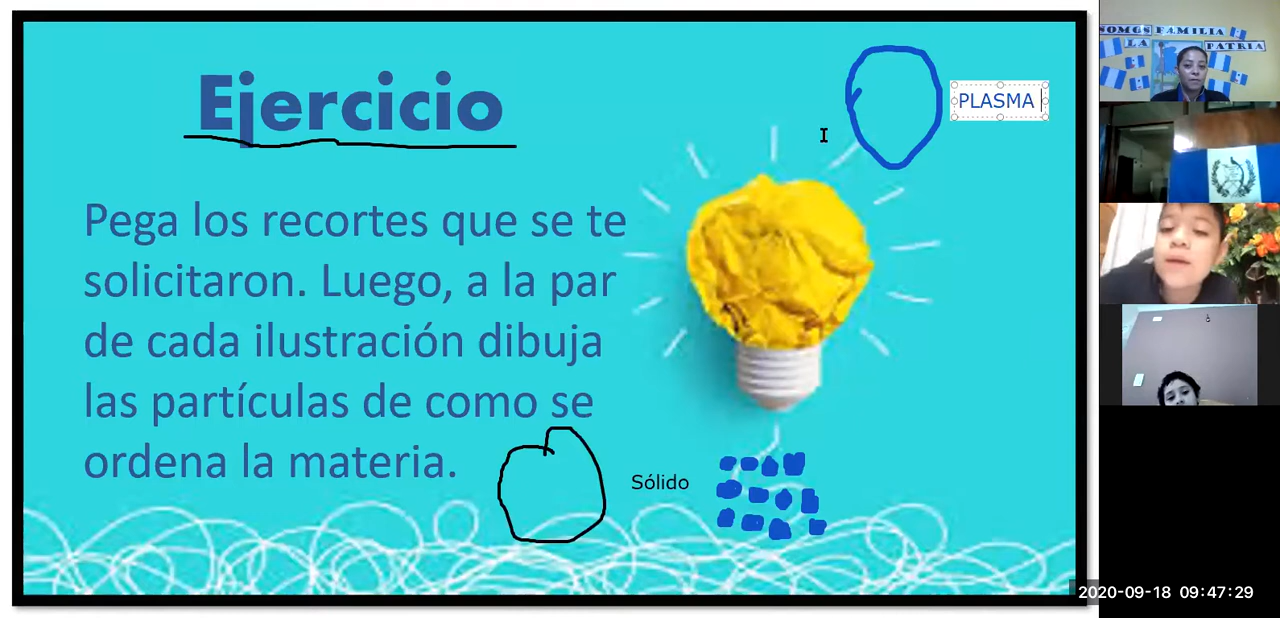 Ejercicio
PLASMA
Pega los recortes que se te
solicitaron. Luego, a la par
de cada ilustración dibuja
las partículas de como se
ordena la materia.
Sólido
SOMOS FAMILIA
LA PATRIA
2020-09-18 09:47:29